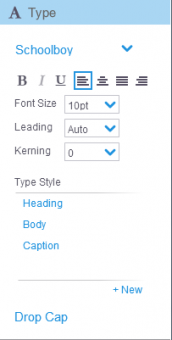 A Type
Schoolboy
B I U
Font Size 10pt
Leading Auto
Kerning 0
Type Style
Heading
Body
Caption
+ New
Drop Cap